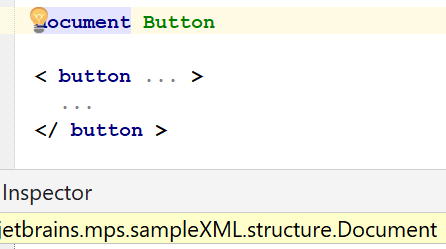 document Button
< button ... >
...
</ button >
Inspector
jetbrains.mps.sampleXML.structure.Document